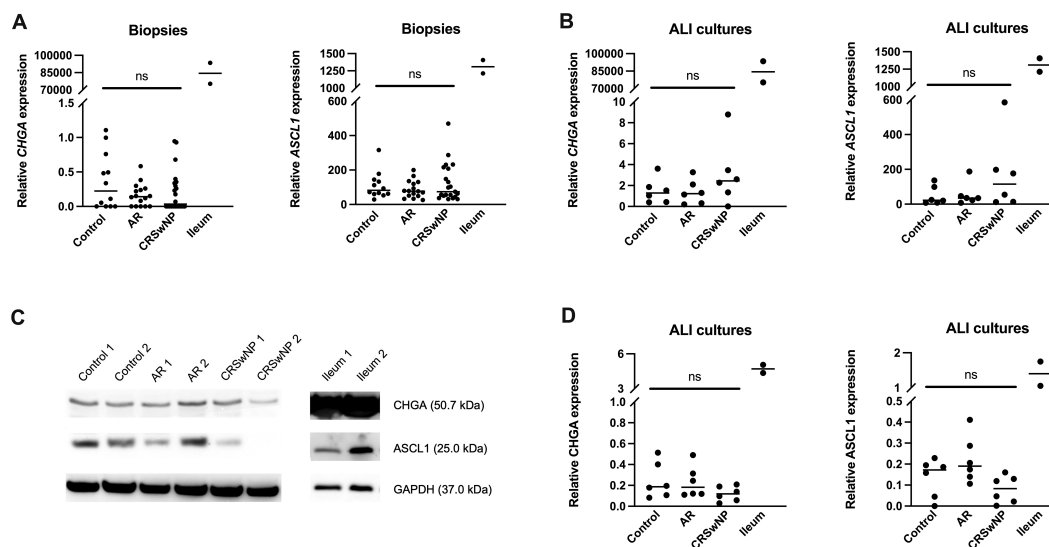 A
Biopsies
Relative CHGA expression
100000
85000
70000
1.5
1.0
0.5
0.0
ns
Control
AR
CRSwNP
Ileum
Biopsies
Relative ASCL1 expression
1500
1250
1000
600
400
200
0
ns
Control
AR
CRSwNP
Ileum
B
ALI cultures
Relative CHGA expression
100000
85000
70000
10
8
6
4
2
0
ns
Control
AR
CRSwNP
Ileum
ALI cultures
Relative ASCL1 expression
1500
1250
1000
600
400
200
0
ns
Control
AR
CRSwNP
Ileum
C
Control 1
Control 2
AR 1
AR 2
CRSwNP 1
CRSwNP 2
Ileum 1
Ileum 2
CHGA (50.7 kDa)
ASCL1 (25.0 kDa)
GAPDH (37.0 kDa)
D
ALI cultures
Relative CHGA expression
6
3
1.0
0.8
0.6
0.4
0.2
0.0
ns
Control
AR
CRSwNP
Ileum
ALI cultures
Relative ASCL1 expression
2
1
0.5
0.4
0.3
0.2
0.1
0.0
ns
Control
AR
CRSwNP
Ileum